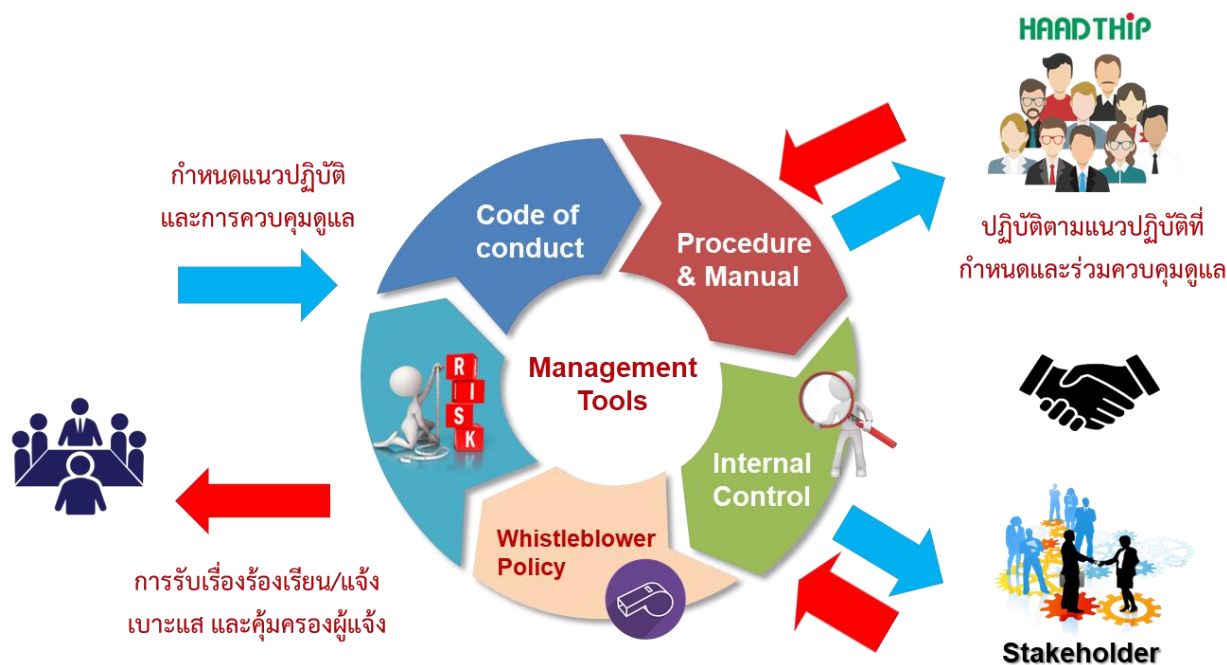 HAADTHiP
กำหนดแนวปฏิบัติ
และการควบคุมดูแล
Code of
conduct
Procedure
& Manual
ปฏิบัติตามแนวปฏิบัติที่
กำหนดและร่วมควบคุมดูแล
Management
Tools
R
I
S
K
Internal
Control
Whistleblower
Policy
การรับเรื่องร้องเรียน/แจ้ง
เบาะแส และคุ้มครองผู้แจ้ง
Stakeholder